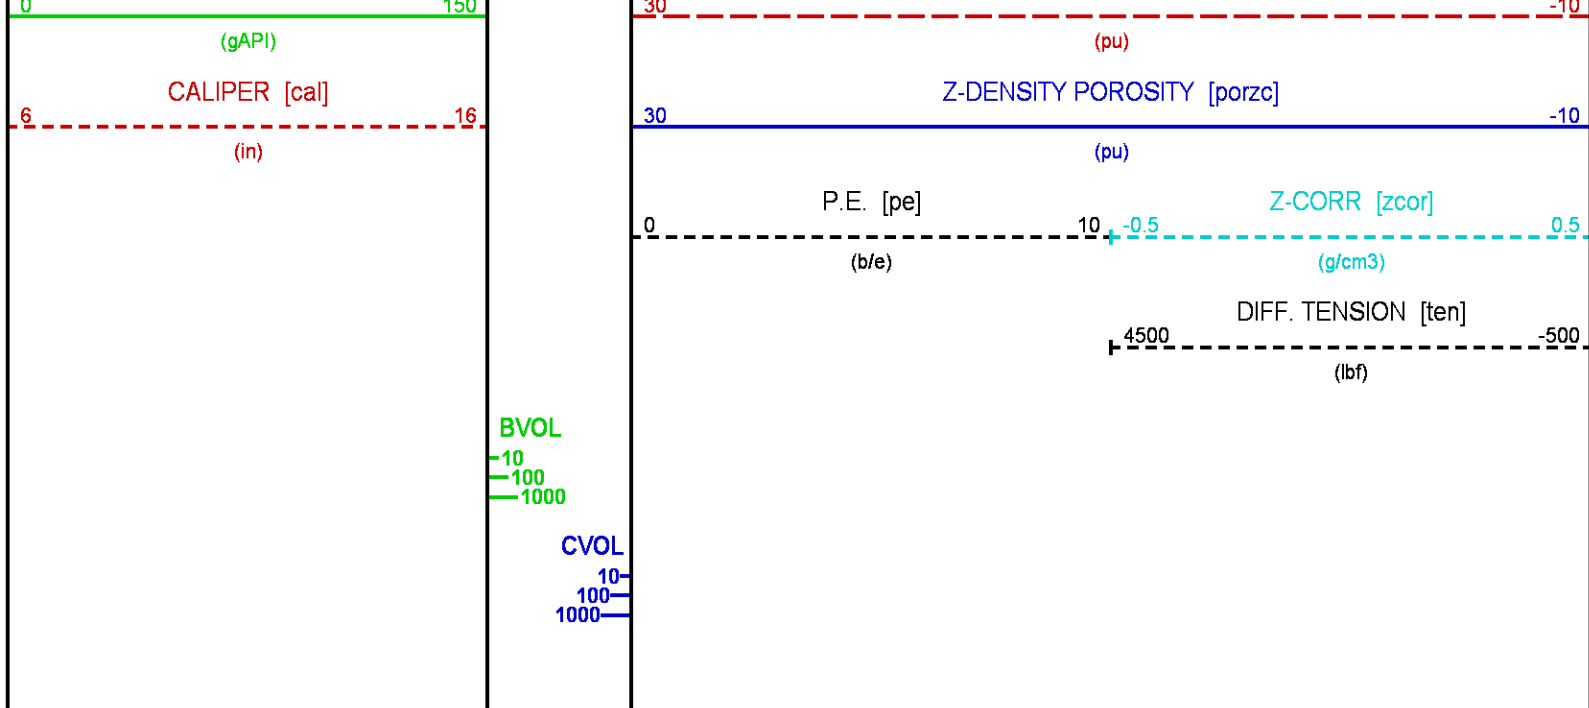 0 150 30 -10
(gAPI) (pu)
CALIPER [cal] Z-DENSITY POROSITY [porzc]
6 16 30 -10
(in) (pu)
P.E. [pe] Z-CORR [zcor]
0 10 -0.5 0.5
(b/e) (g/cm3)
DIFF. TENSION [ten]
4500 -500
(lbf)
BVOL
10
100
1000
CVOL
10
100
1000